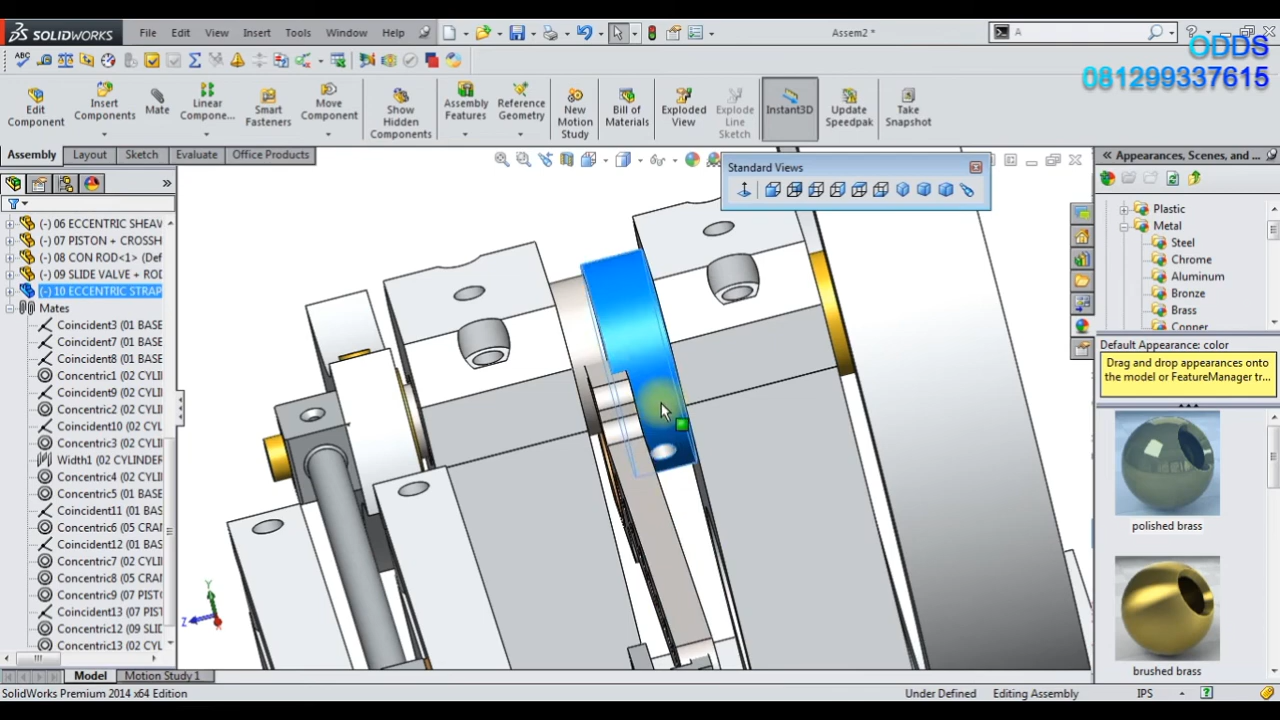 SOLIDWORKS File Edit View Insert Tools Window Help Assem2 * A
ODDS
081299337615
Edit Component
Insert Components
Mate
Linear Compone...
Smart Fasteners
Move Component
Show Hidden Components
Assembly Features
Reference Geometry
New Motion Study
Bill of Materials
Exploded View
Explode Line Sketch
Instant3D
Update Speedpak
Take Snapshot
Assembly Layout Sketch Evaluate Office Products
Standard Views
Appearances, Scenes, and ...
(-) 06 ECCENTRIC SHEAV
(-) 07 PISTON + CROSSH
(-) 08 CON ROD<1> (Def
(-) 09 SLIDE VALVE + ROD
(-) 10 ECCENTRIC STRAP
Mates
Coincident3 (01 BASE
Coincident7 (01 BASE
Coincident8 (01 BASE
Concentric1 (02 CYLI
Coincident9 (02 CYLI
Concentric2 (02 CYLI
Coincident10 (02 CYL
Concentric3 (02 CYLI
Width1 (02 CYLINDER
Concentric4 (02 CYLI
Concentric5 (01 BASE
Coincident11 (01 BAS
Concentric6 (05 CRAN
Coincident12 (01 BAS
Concentric7 (02 CYLI
Concentric8 (05 CRAN
Concentric9 (07 PIST
Coincident13 (07 PIS
Concentric12 (09 SLID
Concentric13 (02 CYL
Plastic
Metal
Steel
Chrome
Aluminum
Bronze
Brass
Copper
Default Appearance: color
Drag and drop appearances onto
the model or FeatureManager tr...
polished brass
brushed brass
Y
Z
X
Model Motion Study 1
SolidWorks Premium 2014 x64 Edition Under Defined Editing Assembly IPS